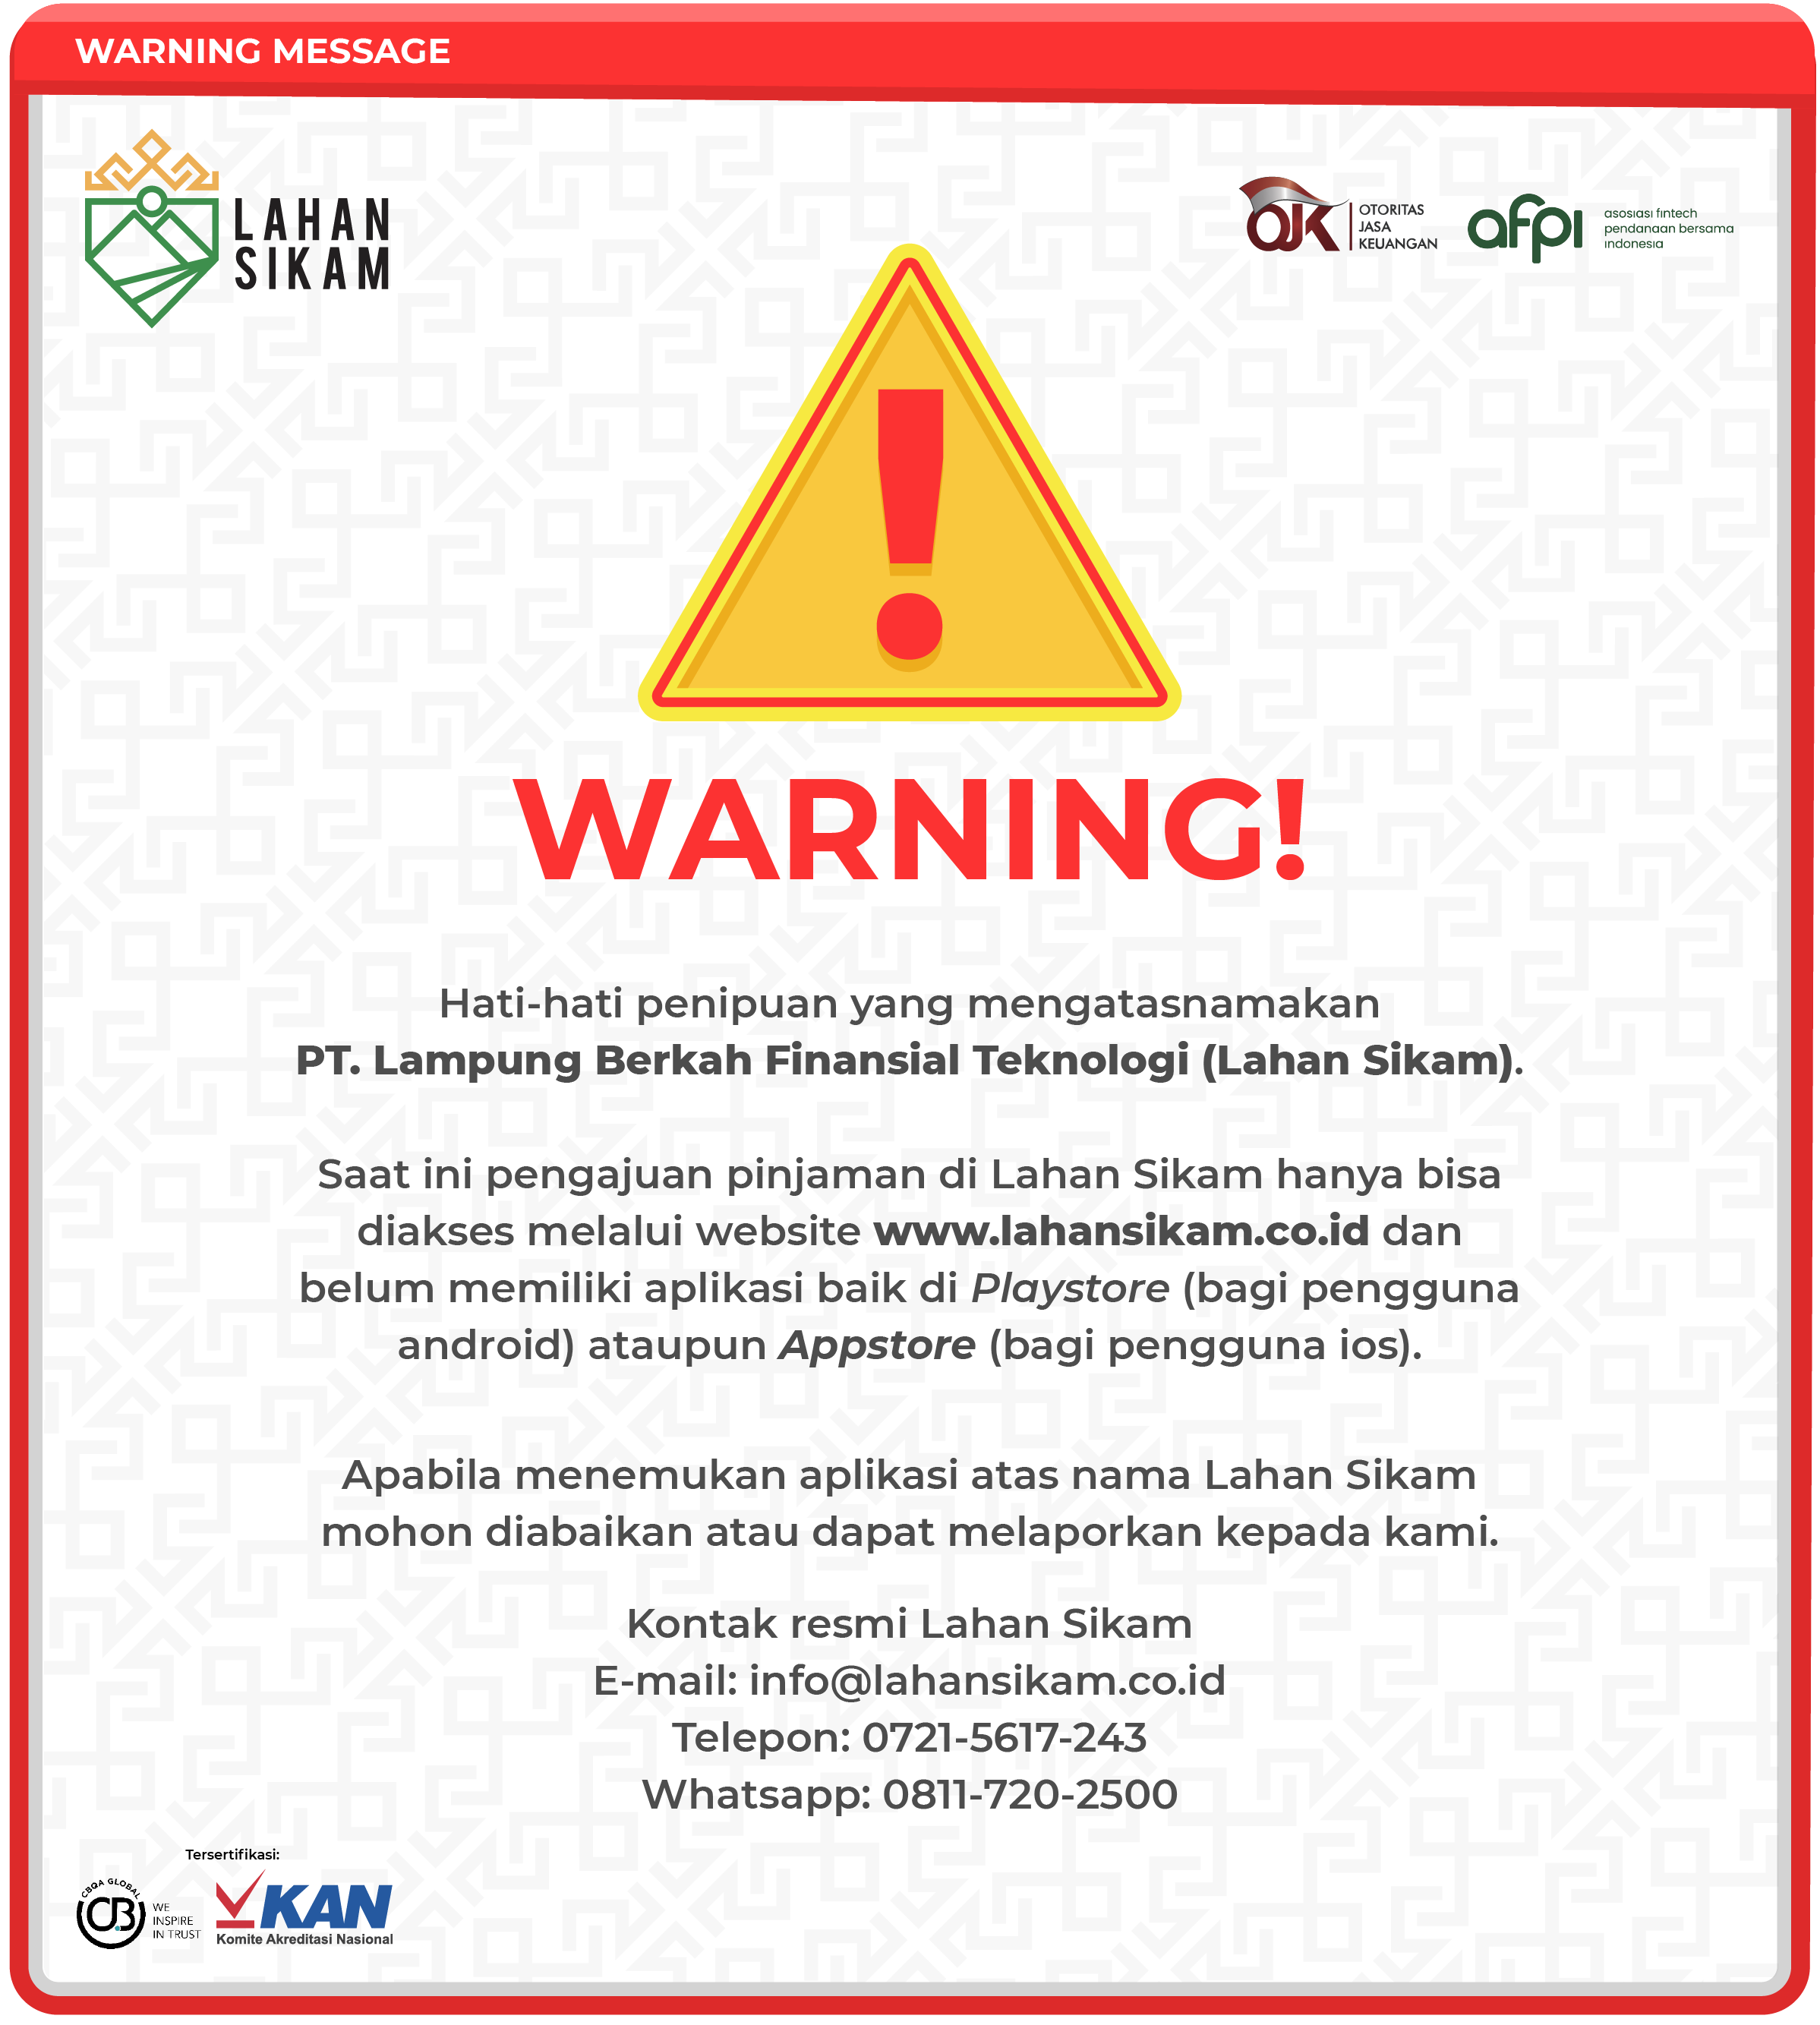 WARNING MESSAGE
LAHAN
SIKAM
OJK
OTORITAS
JASA
KEUANGAN
afpi
asosiasi fintech
pendanaan bersama
indonesia
WARNING!
Hati-hati penipuan yang mengatasnamakan
PT. Lampung Berkah Finansial Teknologi (Lahan Sikam).
Saat ini pengajuan pinjaman di Lahan Sikam hanya bisa
diakses melalui website www.lahansikam.co.id dan
belum memiliki aplikasi baik di Playstore (bagi pengguna
android) ataupun Appstore (bagi pengguna ios).
Apabila menemukan aplikasi atas nama Lahan Sikam
mohon diabaikan atau dapat melaporkan kepada kami.
Kontak resmi Lahan Sikam
E-mail: info@lahansikam.co.id
Telepon: 0721-5617-243
Whatsapp: 0811-720-2500
Tersertifikasi:
CBQA GLOBAL
CB
WE
INSPIRE
IN TRUST
KAN
Komite Akreditasi Nasional